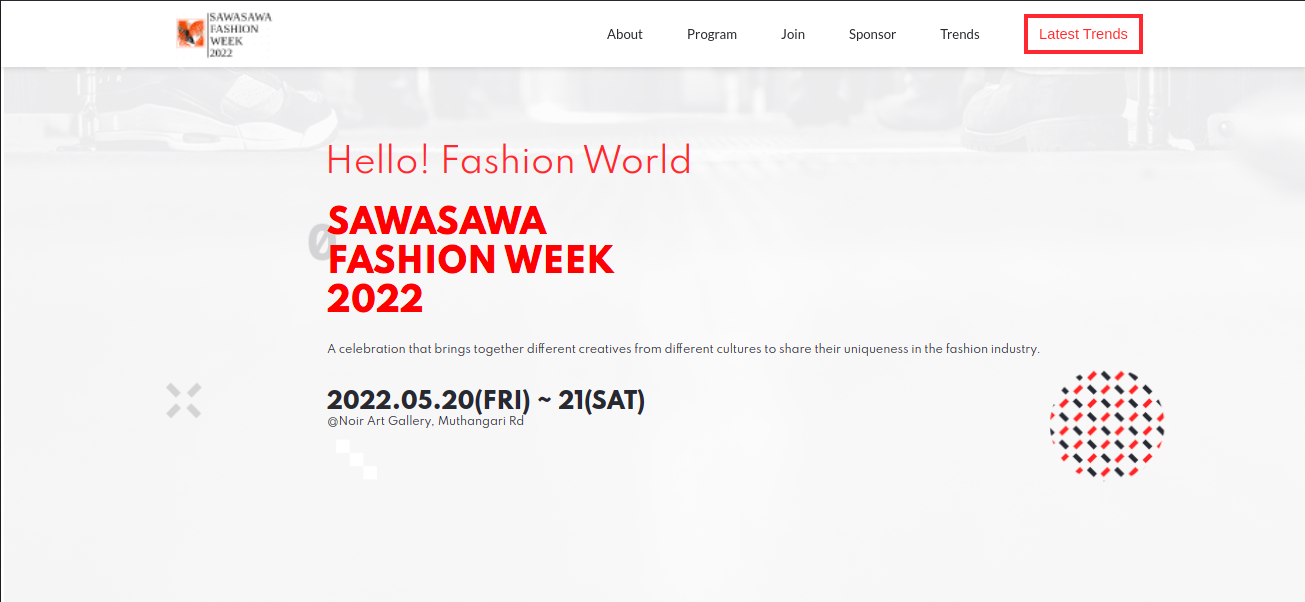 SAWASAWA
FASHION
WEEK
2022
About Program Join Sponsor Trends Latest Trends
Hello! Fashion World
SAWASAWA
FASHION WEEK
2022
A celebration that brings together different creatives from different cultures to share their uniqueness in the fashion industry.
2022.05.20(FRI) ~ 21(SAT)
@Noir Art Gallery, Muthangari Rd